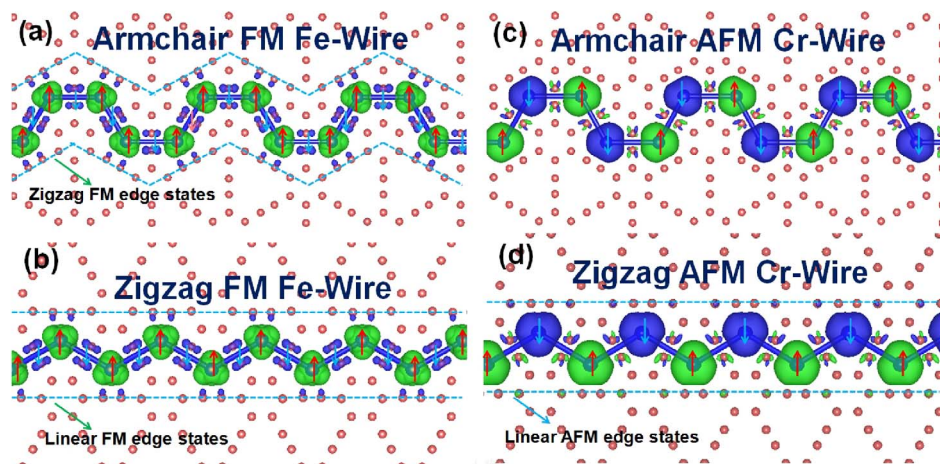 (a)
Armchair FM Fe-Wire
Zigzag FM edge states
(c)
Armchair AFM Cr-Wire
(b)
Zigzag FM Fe-Wire
Linear FM edge states
(d)
Zigzag AFM Cr-Wire
Linear AFM edge states